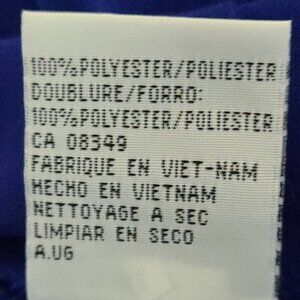 100%POLYESTER/POLIESTER
DOUBLURE/FORRO:
100%POLYESTER/POLIESTER
CA 08349
FABRIQUE EN VIET-NAM
HECHO EN VIETNAM
NETTOYAGE A SEC
LIMPIAR EN SECO
A.UG